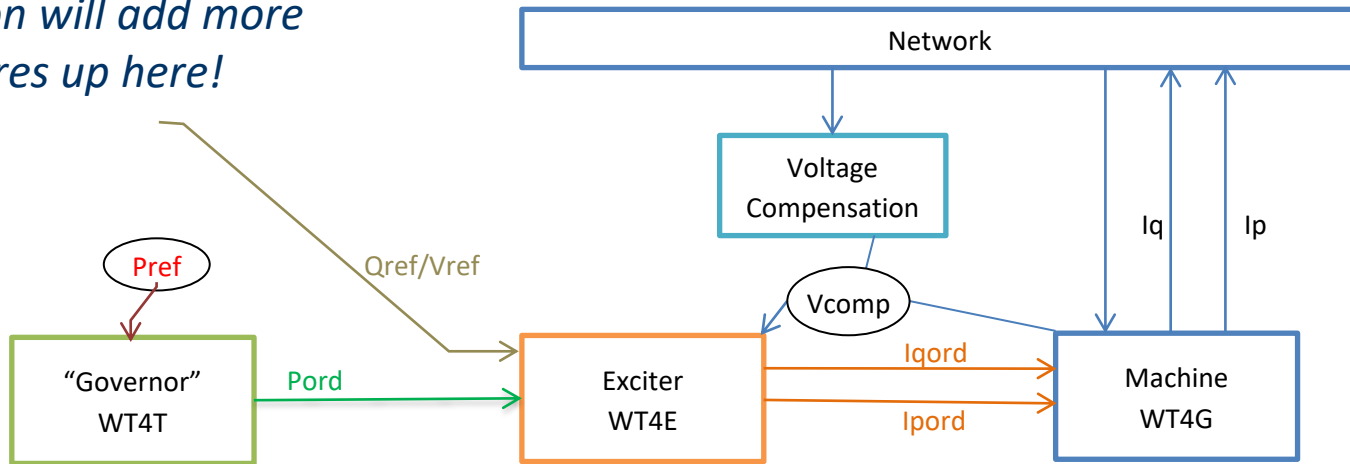 on will add more
res up here!
Network
Voltage
Compensation
Iq
Ip
Pref
Qref/Vref
Vcomp
“Governor”
WT4T
Pord
Exciter
WT4E
Iqord
Ipord
Machine
WT4G